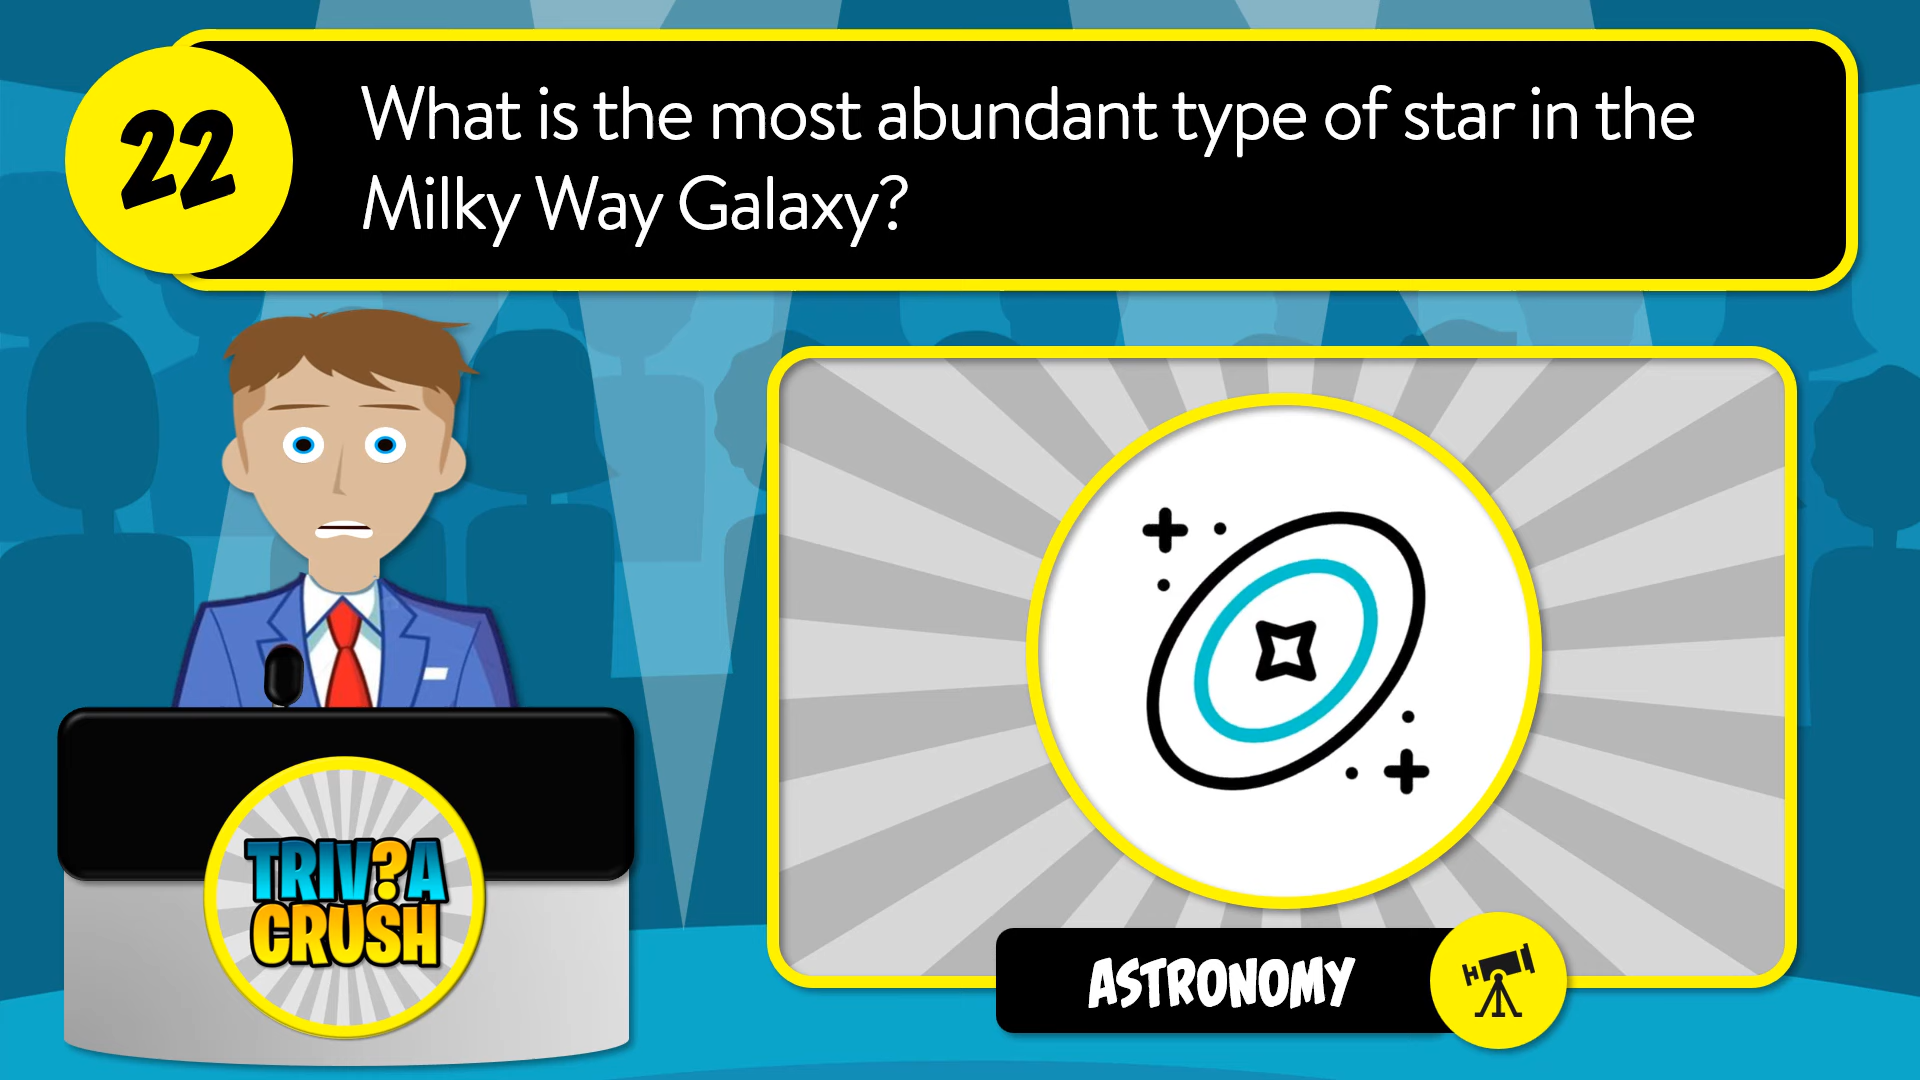 22
What is the most abundant type of star in the
Milky Way Galaxy?
TRIV?A
CRUSH
ASTRONOMY